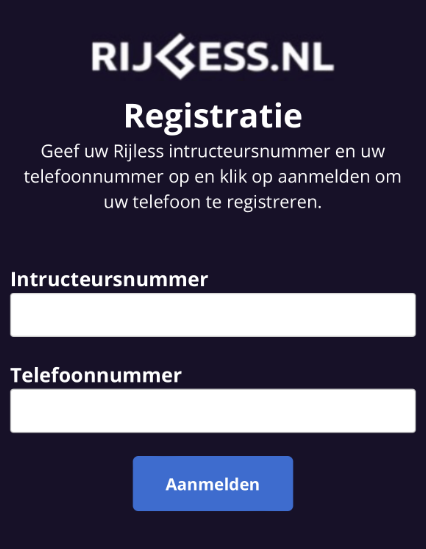 RIJLESS.NL
Registratie
Geef uw Rijless intructeursnummer en uw
telefoonnummer op en klik op aanmelden om
uw telefoon te registreren.
Intructeursnummer
Telefoonnummer
Aanmelden